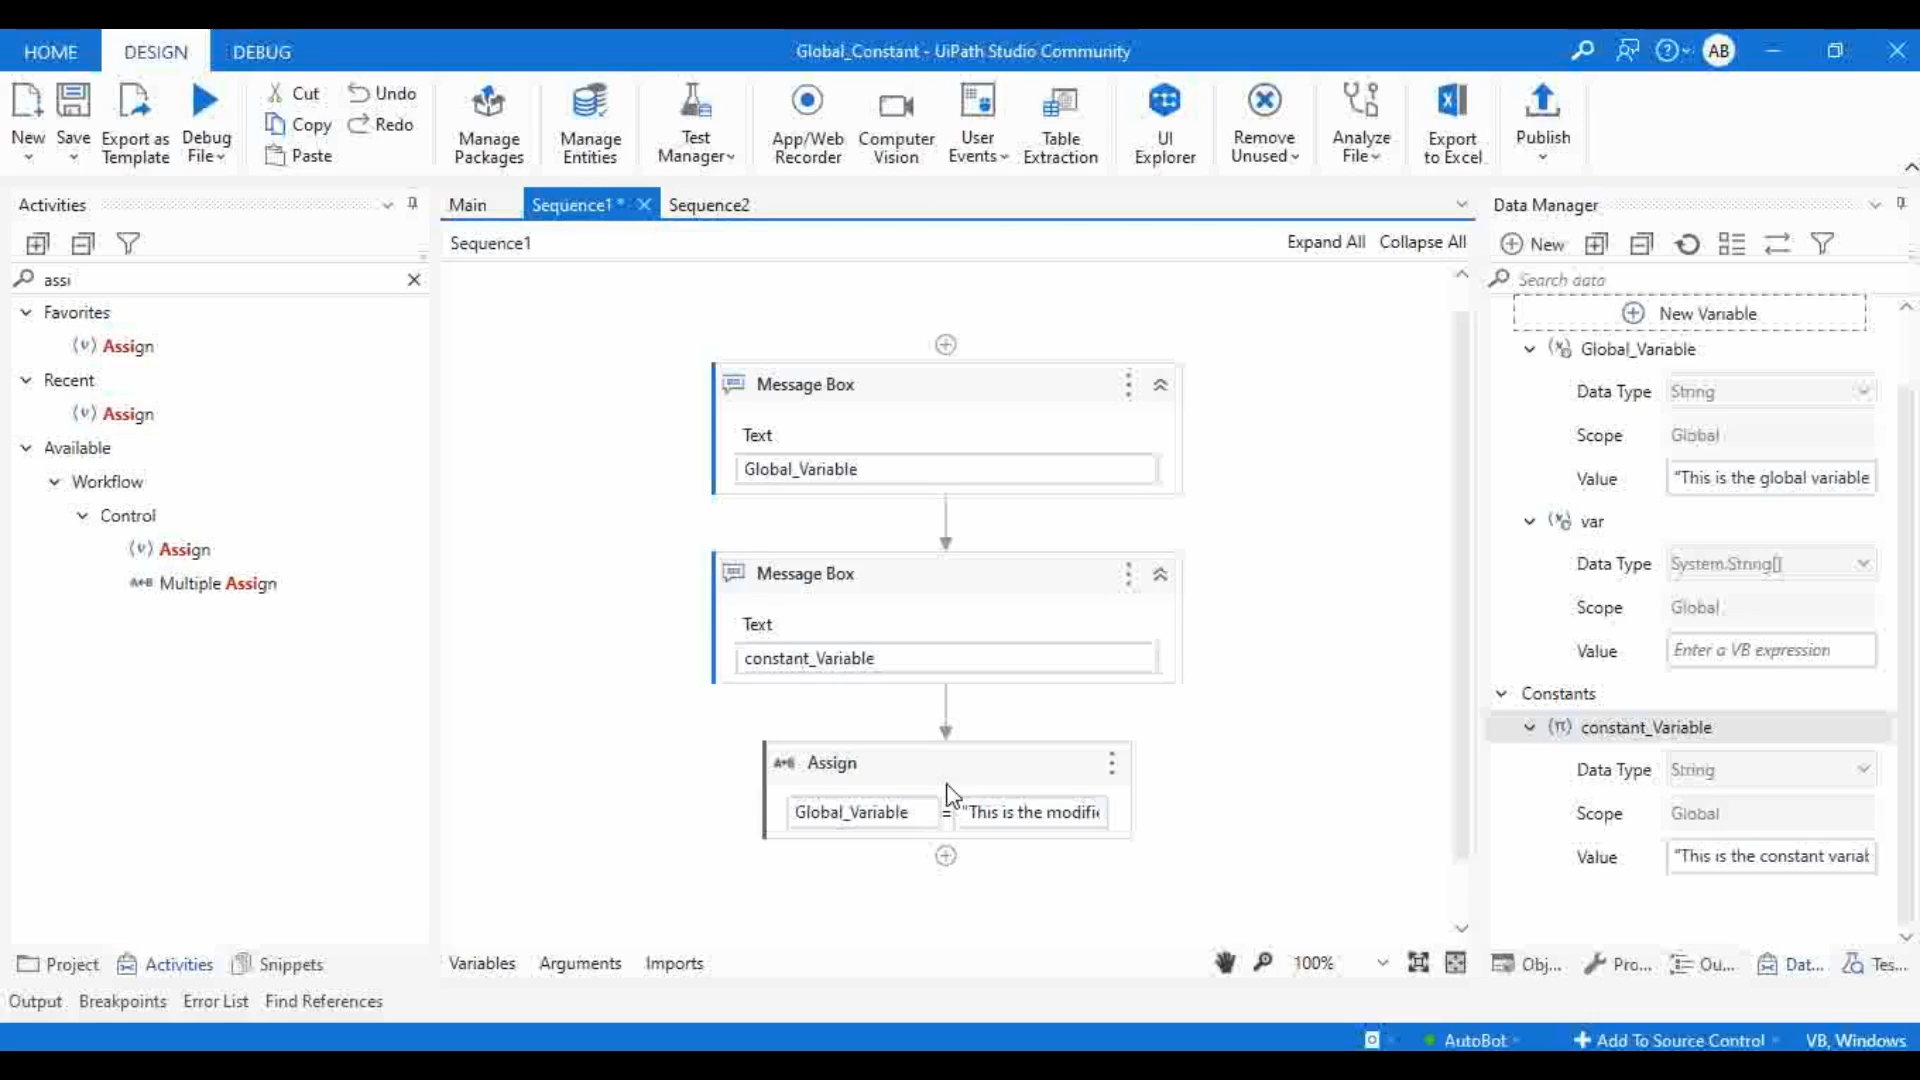 HOME DESIGN DEBUG Global_Constant - UiPath Studio Community AB
New Save Export as Template Debug File Cut Copy Paste Undo Redo Manage Packages Manage Entities Test Manager App/Web Recorder Computer Vision User Events Table Extraction UI Explorer Remove Unused Analyze File Export to Excel Publish
Activities
assi
Favorites
Assign
Recent
Assign
Available
Workflow
Control
Assign
A+B Multiple Assign
Project Activities Snippets
Main Sequence1 * Sequence2
Sequence1 Expand All Collapse All
Message Box
Text
Global_Variable
Message Box
Text
constant_Variable
A+B Assign
Global_Variable = "This is the modifi
Variables Arguments Imports 100%
Data Manager
New
Search data
New Variable
Global_Variable
Data Type String
Scope Global
Value "This is the global variable
var
Data Type System.String[]
Scope Global
Value Enter a VB expression
Constants
constant_Variable
Data Type String
Scope Global
Value "This is the constant variab
Obj... Pro... Ou... Dat... Tes...
Output Breakpoints Error List Find References
AutoBot Add To Source Control VB, Windows